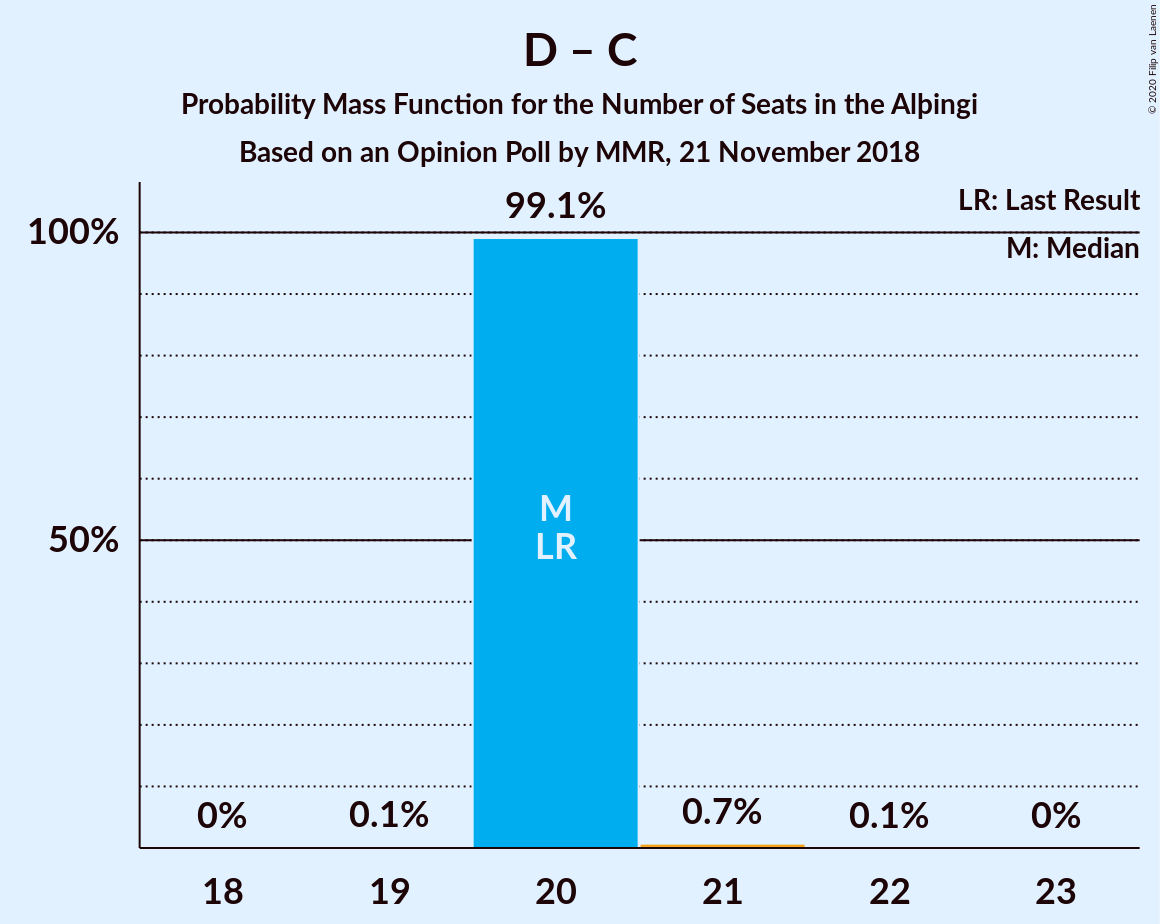 D – C
Probability Mass Function for the Number of Seats in the Alþingi
Based on an Opinion Poll by MMR, 21 November 2018
© 2020 Filip van Laenen
LR: Last Result
M: Median
99.1%
100%
50%
M
LR
0%
0.1%
0.7%
0.1%
0%
18
19
20
21
22
23